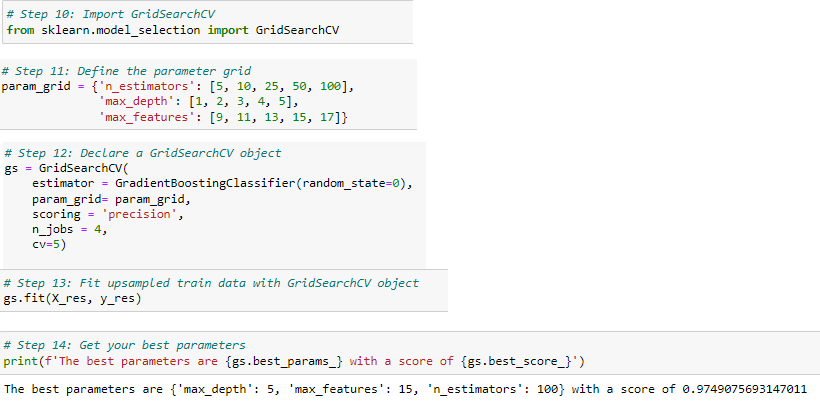 # Step 10: Import GridSearchCV
from sklearn.model_selection import GridSearchCV
# Step 11: Define the parameter grid
param_grid = {'n_estimators': [5, 10, 25, 50, 100],
'max_depth': [1, 2, 3, 4, 5],
'max_features': [9, 11, 13, 15, 17]}
# Step 12: Declare a GridSearchCV object
gs = GridSearchCV(
estimator = GradientBoostingClassifier(random_state=0),
param_grid= param_grid,
scoring = 'precision',
n_jobs = 4,
cv=5)
# Step 13: Fit upsampled train data with GridSearchCV object
gs.fit(X_res, y_res)
# Step 14: Get your best parameters
print(f'The best parameters are {gs.best_params_} with a score of {gs.best_score_}')
The best parameters are {'max_depth': 5, 'max_features': 15, 'n_estimators': 100} with a score of 0.9749075693147011